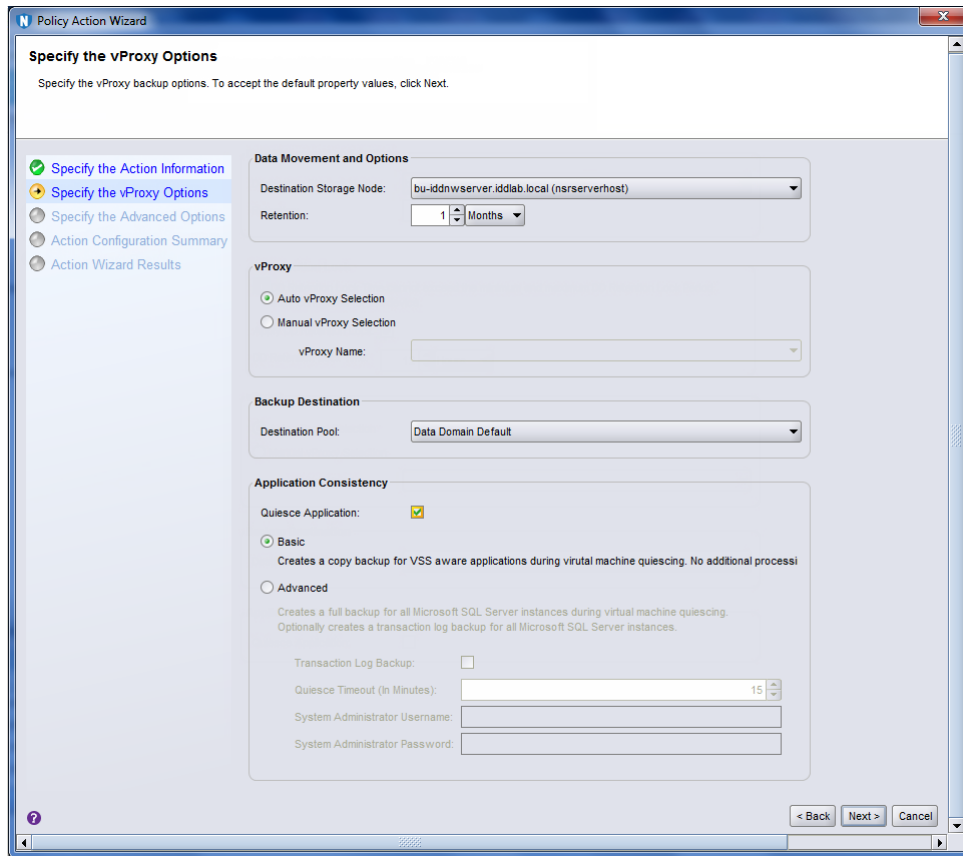 N Policy Action Wizard
Specify the vProxy Options
Specify the vProxy backup options. To accept the default property values, click Next.
Specify the Action Information
Specify the vProxy Options
Specify the Advanced Options
Action Configuration Summary
Action Wizard Results
Data Movement and Options
Destination Storage Node: bu-iddnwserver.iddlab.local (nsrserverhost)
Retention: 1 Months
vProxy
Auto vProxy Selection
Manual vProxy Selection
vProxy Name:
Backup Destination
Destination Pool: Data Domain Default
Application Consistency
Quiesce Application:
Basic
Creates a copy backup for VSS aware applications during virutal machine quiescing. No additional processi
Advanced
Creates a full backup for all Microsoft SQL Server instances during virtual machine quiescing.
Optionally creates a transaction log backup for all Microsoft SQL Server instances.
Transaction Log Backup:
Quiesce Timeout (In Minutes): 15
System Administrator Username:
System Administrator Password:
? < Back Next > Cancel